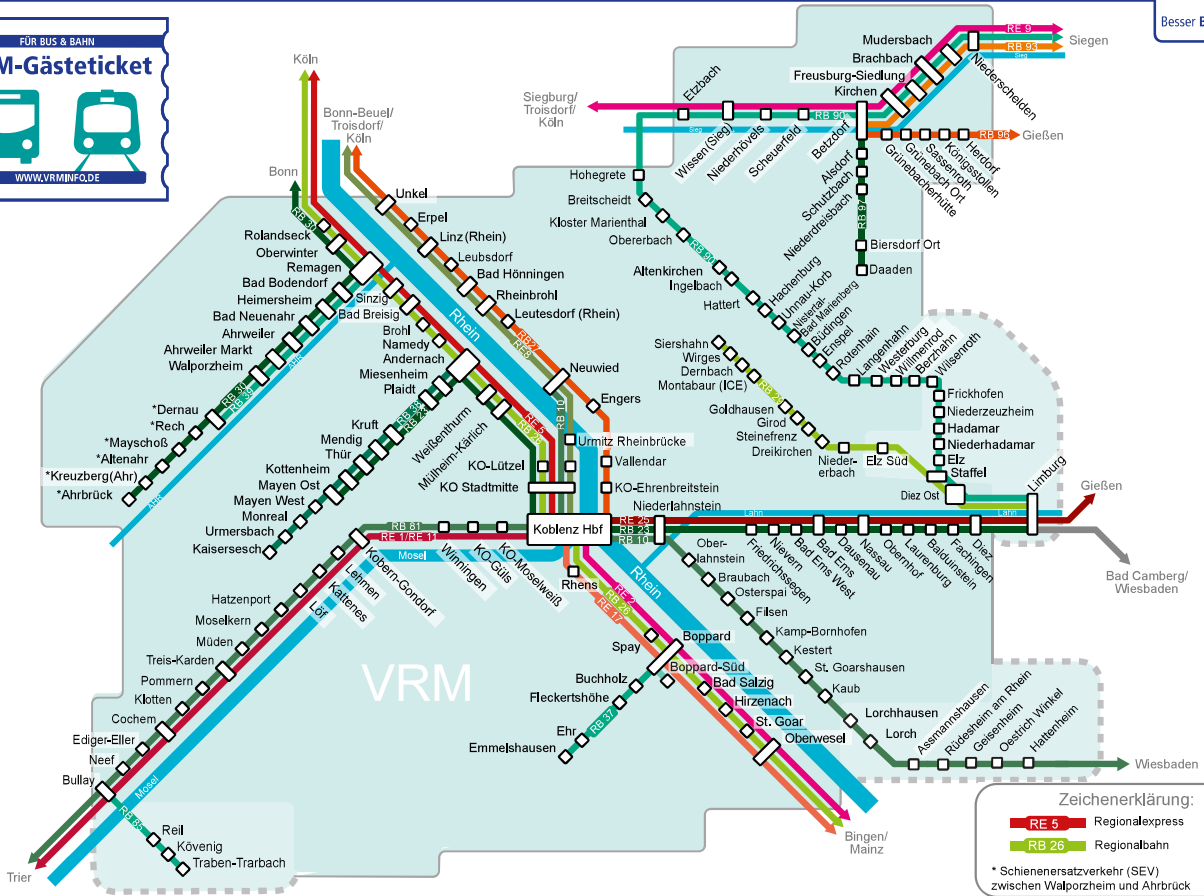 FÜR BUS & BAHN
M-Gästeticket
WWW.VRMINFO.DE
Besser
Köln
Bonn-Beuel/
Troisdorf/
Köln
Bonn
Siegburg/
Troisdorf/
Köln
Siegen
Gießen
RE 9
RB 93
Sieg
RB 90
Sieg
RB 96
Mudersbach
Brachbach
Freusburg-Siedlung
Kirchen
Niederschelden
Etzbach
Wissen(Sieg)
Niederhövels
Scheuerfeld
Betzdorf
Herdorf
Königsstollen
Sassenroth
Grünebach Ort
Grünebacherhütte
Alsdorf
Schutzbach
Niederdreisbach
RB 97
Biersdorf Ort
Daaden
Hohegrete
Breitscheidt
Kloster Marienthal
Obererbach
RB 90
Altenkirchen
Ingelbach
Hattert
Hachenburg
Unnau-Korb
Nistertal-
Bad Marienberg
Büdingen
Enspel
Rotenhain
Langenhahn
Westerburg
Willmenrod
Berzhahn
Wilsenroth
Frickhofen
Niederzeuzheim
Hadamar
Niederhadamar
Elz
Staffel
Limburg
Siershahn
Wirges
Dernbach
Montabaur (ICE)
RB 29
Goldhausen
Girod
Steinefrenz
Dreikirchen
Nieder-
erbach
Elz Süd
Diez Ost
RB 30
Rolandseck
Oberwinter
Remagen
Bad Bodendorf
Heimersheim
Bad Neuenahr
Ahrweiler
Ahrweiler Markt
Walporzheim
RB 30
RB 39
AHR
*Dernau
*Rech
*Mayschoß
*Altenahr
*Kreuzberg(Ahr)
*Ahrbrück
AHR
Sinzig
Bad Breisig
Brohl
Namedy
Andernach
Miesenheim
Plaidt
RB 38
RB 23
Kruft
Mendig
Thür
Kottenheim
Mayen Ost
Mayen West
Monreal
Urmersbach
Kaisersesch
Unkel
Erpel
Linz (Rhein)
Leubsdorf
Bad Hönningen
Rheinbrohl
Leutesdorf (Rhein)
Rhein
RB27
RE8
Neuwied
Engers
RB 10
Urmitz Rheinbrücke
Vallendar
KO-Ehrenbreitstein
Niederlahnstein
RE 5
RB 26
Weißenthurm
Mülheim-Kärlich
KO-Lützel
KO Stadtmitte
Koblenz Hbf
RE 25
RB 23
RB 10
Lahn
Lahn
Gießen
Bad Camberg/
Wiesbaden
Friedrichssegen
Nievern
Bad Ems West
Bad Ems
Dausenau
Nassau
Obernhof
Laurenburg
Balduinstein
Fachingen
Diez
RB 81
RE 1/RE 11
Mosel
Winningen
KO-Güls
KO-Moselweiß
Kobern-Gondorf
Lehmen
Kattenes
Löf
Hatzenport
Moselkern
Müden
Treis-Karden
Pommern
Klotten
Cochem
Ediger-Eller
Neef
Bullay
Mosel
RB 85
Reil
Kövenig
Traben-Trarbach
Trier
VRM
Rhein
Rhens
RE 2
RB 26
RE 17
Spay
Boppard
Boppard-Süd
Bad Salzig
Hirzenach
St. Goar
Oberwesel
Buchholz
Fleckertshöhe
Ehr
RB 37
Emmelshausen
Bingen/
Mainz
Ober-
lahnstein
Braubach
Osterspai
Filsen
Kamp-Bornhofen
Kestert
St. Goarshausen
Kaub
Lorchhausen
Lorch
Assmannshausen
Rüdesheim am Rhein
Geisenheim
Oestrich Winkel
Hattenheim
Wiesbaden
Zeichenerklärung:
RE 5 Regionalexpress
RB 26 Regionalbahn
* Schienenersatzverkehr (SEV)
zwischen Walporzheim und Ahrbrück